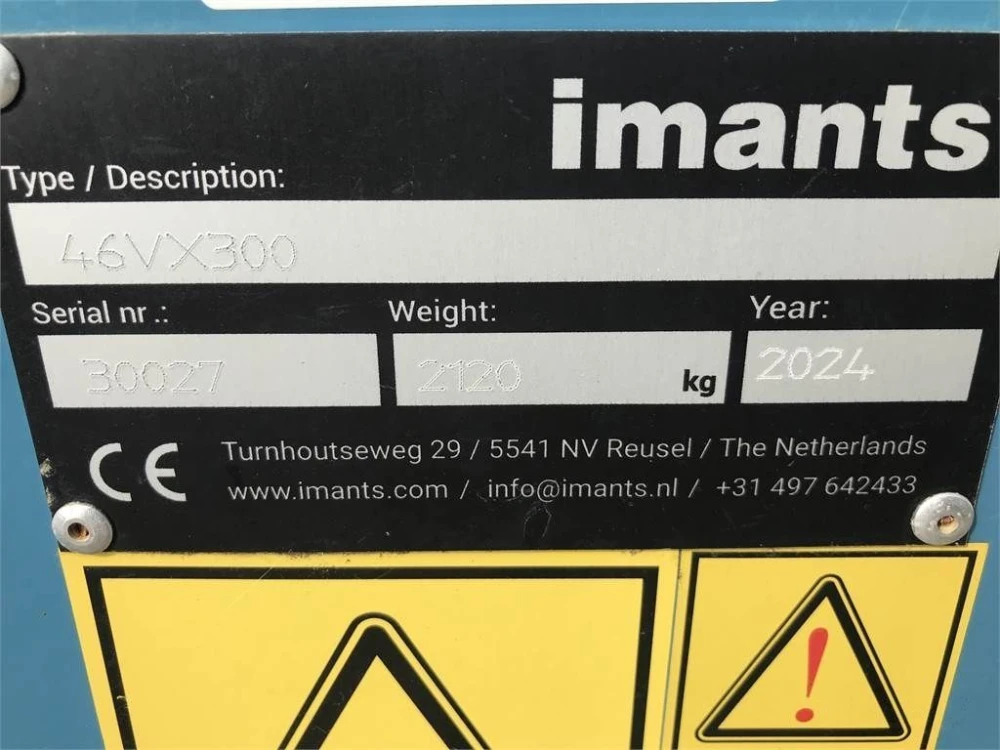 imants
Type / Description:
46VX300
Serial nr.: Weight: Year:
30027 2120 kg 2024
CE Turnhoutseweg 29 / 5541 NV Reusel / The Netherlands
www.imants.com / info@imants.nl / +31 497 642433
!